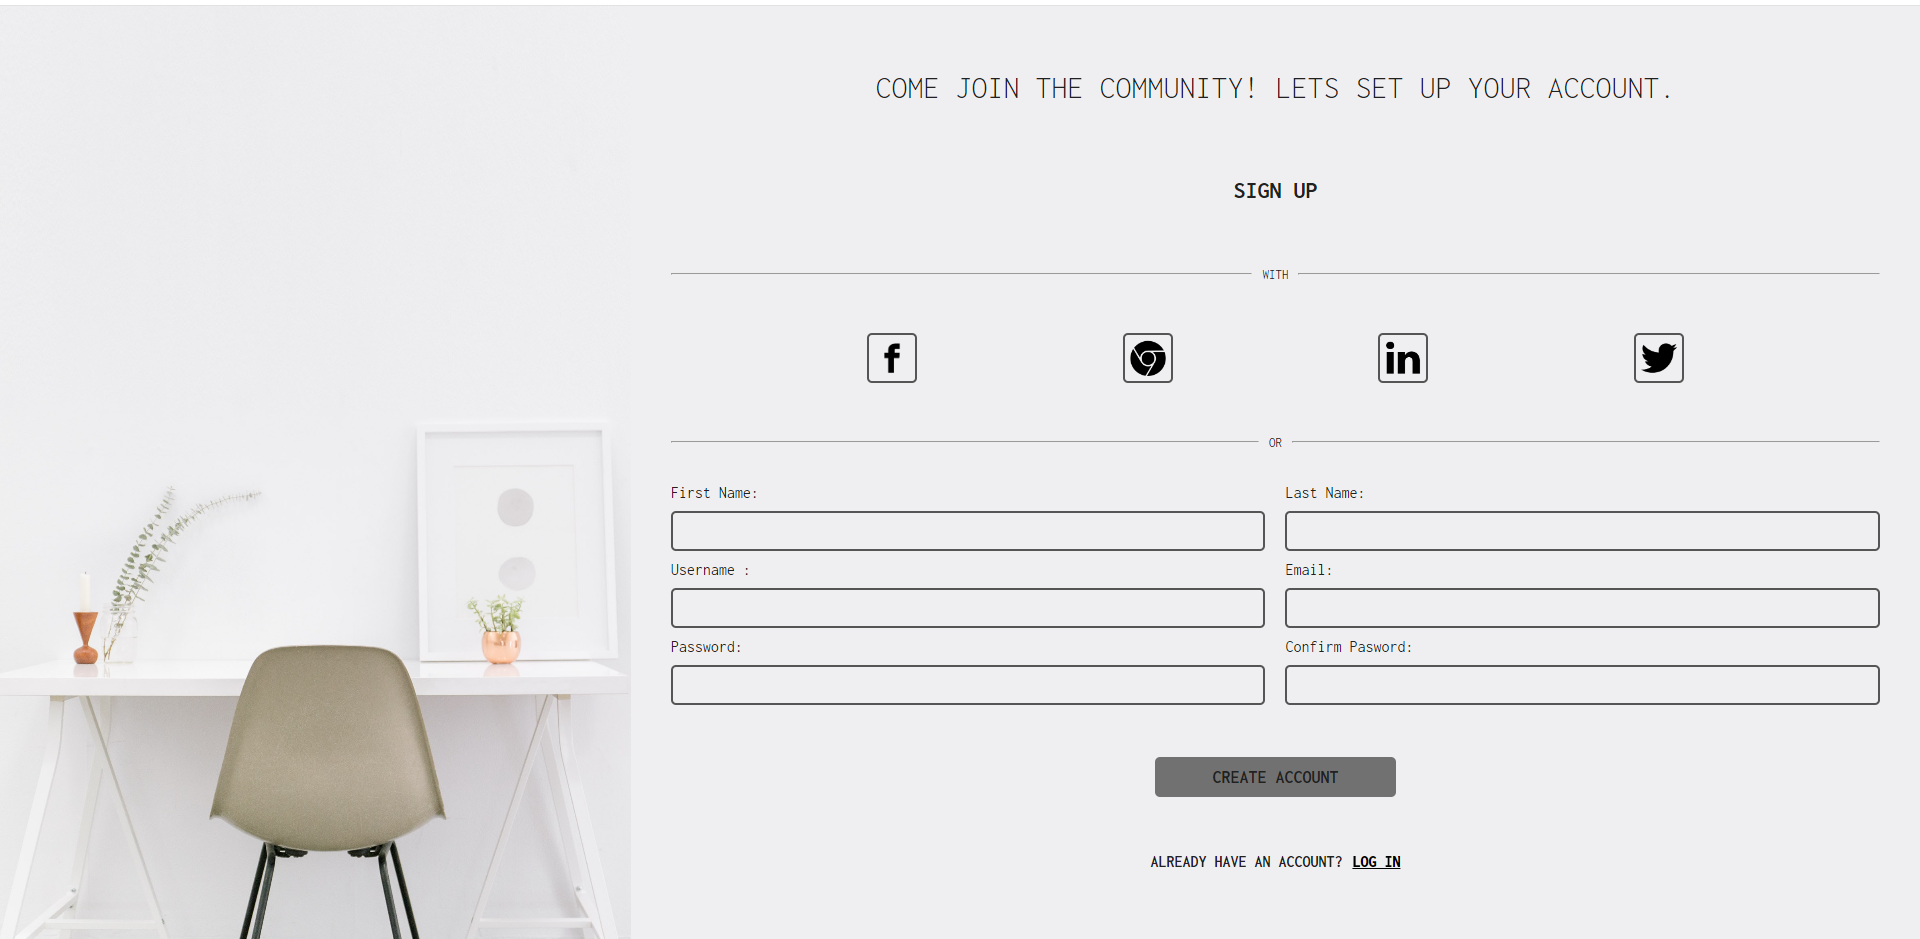 COME JOIN THE COMMUNITY! LETS SET UP YOUR ACCOUNT.
SIGN UP
WITH
f
in
OR
First Name:
Last Name:
Username :
Email:
Password:
Confirm Pasword:
CREATE ACCOUNT
ALREADY HAVE AN ACCOUNT? LOG IN